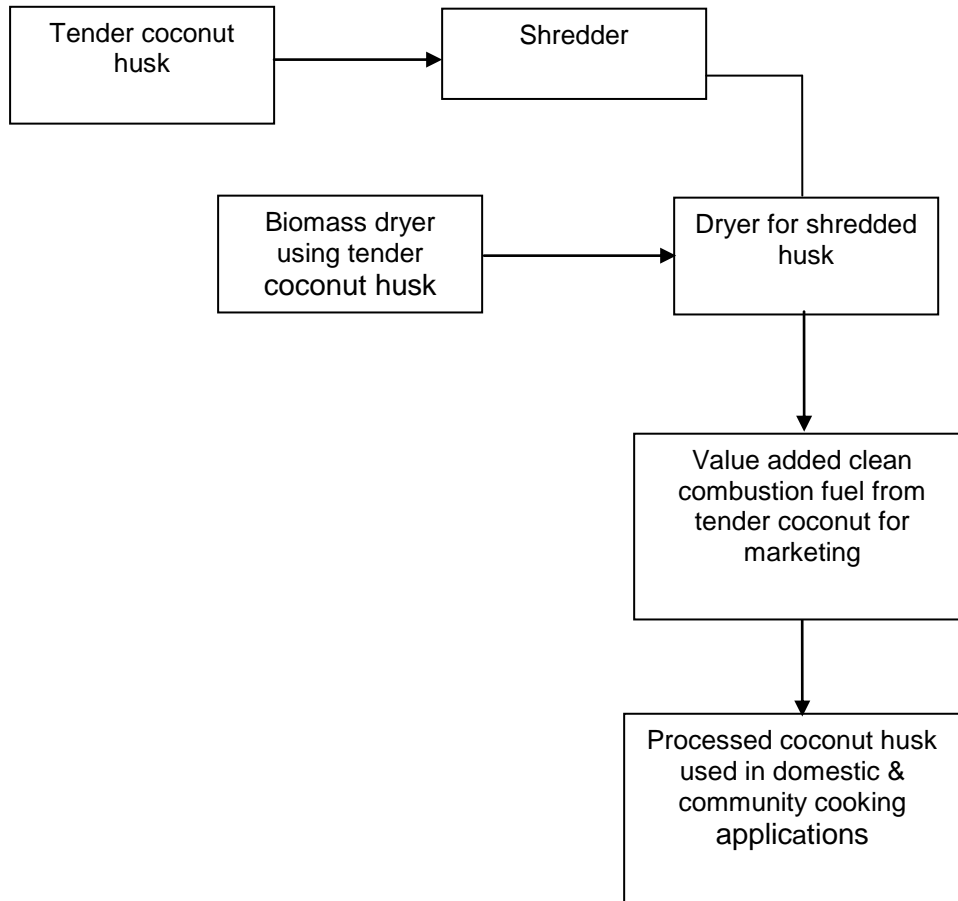 Tender coconut
husk
Shredder
Biomass dryer
using tender
coconut husk
Dryer for shredded
husk
Value added clean
combustion fuel from
tender coconut for
marketing
Processed coconut husk
used in domestic &
community cooking
applications